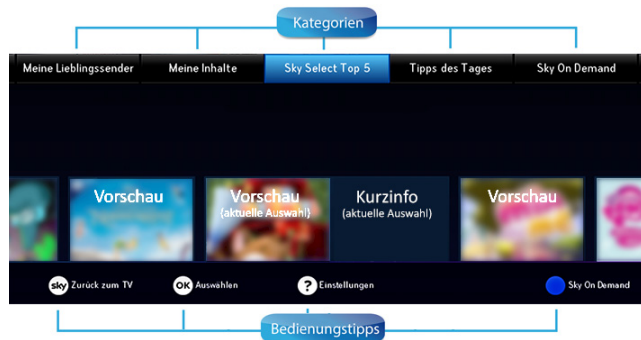 Kategorien
Meine Lieblingssender Meine Inhalte Sky Select Top 5 Tipps des Tages Sky On Demand
Vorschau Vorschau Kurzinfo Vorschau
(aktuelle Auswahl) (aktuelle Auswahl)
sky Zurück zum TV OK Auswählen ? Einstellungen Sky On Demand
Bedienungstipps